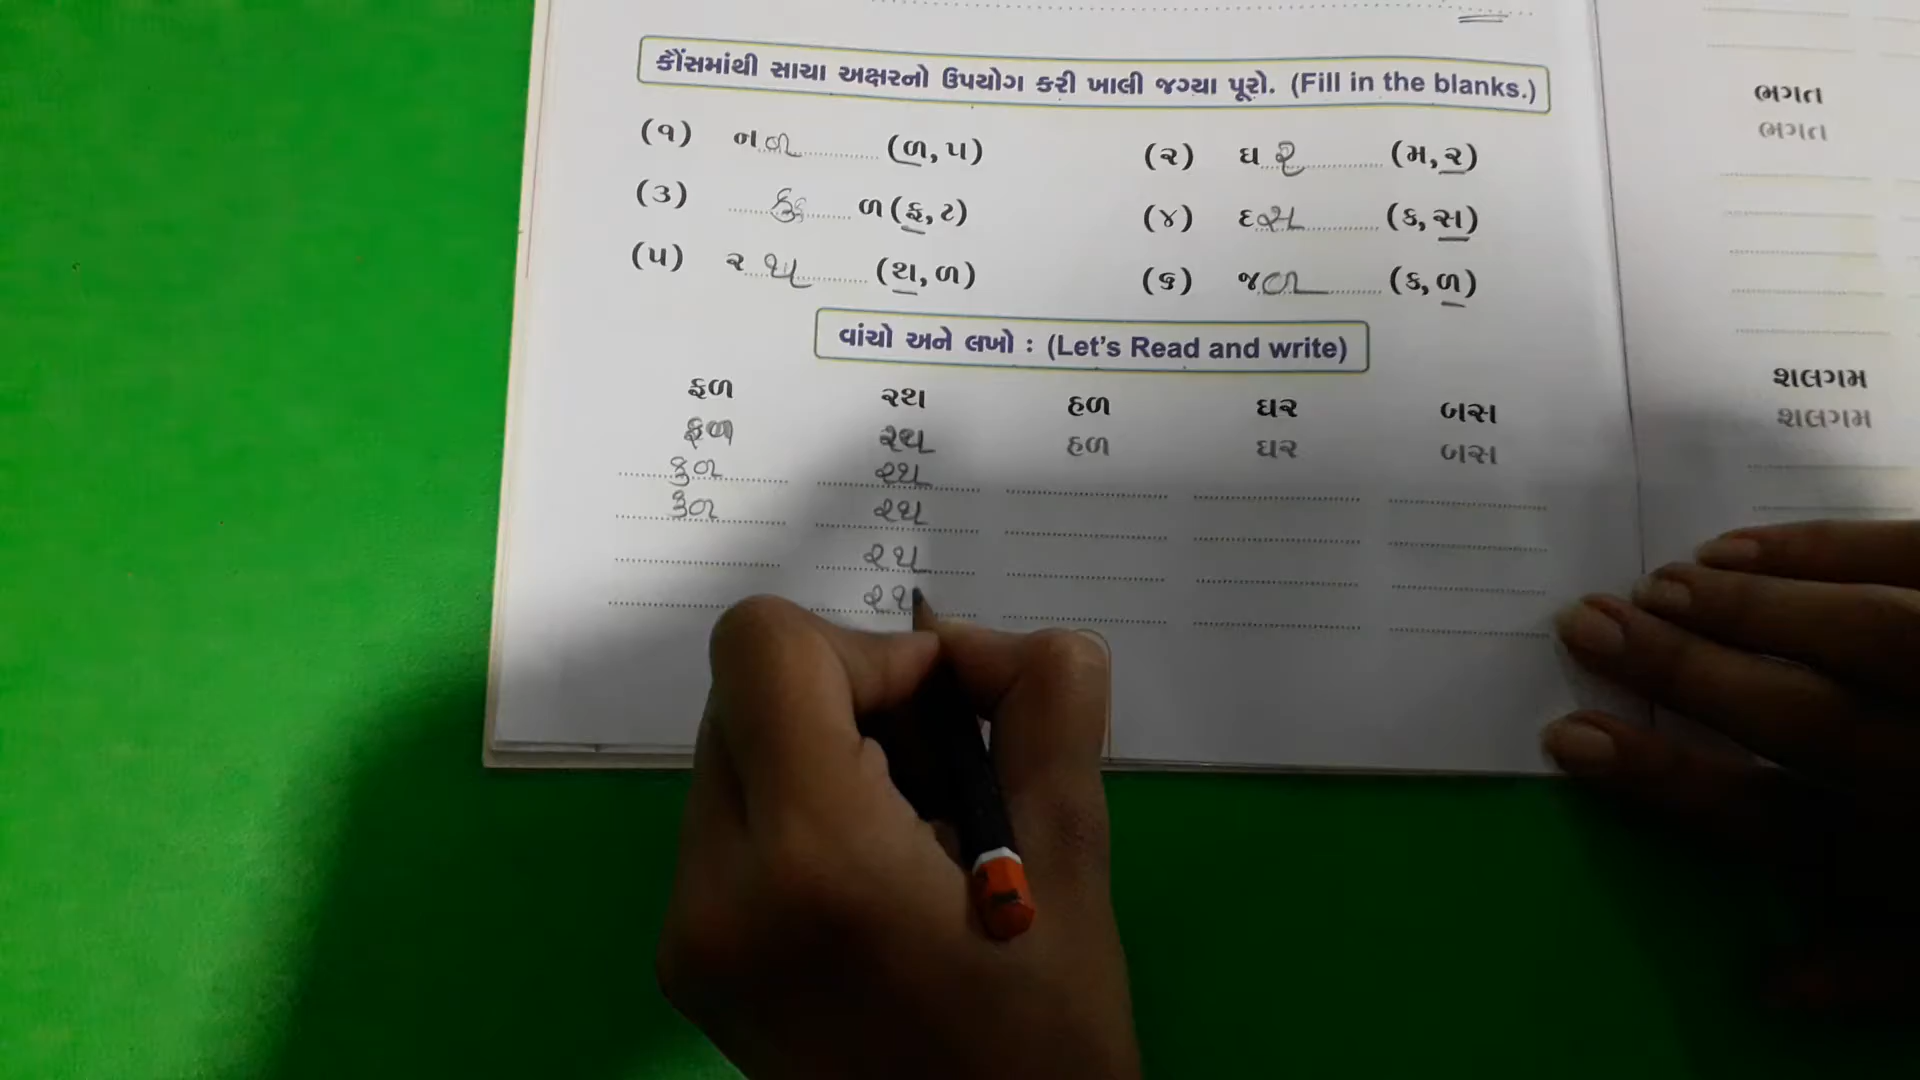 કૌંસમાંથી સાચા અક્ષરનો ઉપયોગ કરી ખાલી જગ્યા પૂરો. (Fill in the blanks.)
(૧) નળ (ળ, પ) (૨) ઘર (મ, ર)
(૩) ફળ (ફ, ટ) (૪) દસ (ક, સ)
(૫) રથ (થ, ળ) (૬) જળ (ક, ળ)
વાંચો અને લખો : (Let's Read and write)
ફળ રથ હળ ઘર બસ
ફળ રથ હળ ઘર બસ
ફળ રથ
ફળ રથ
રથ
રથ
ભગત
ભગત
શલગમ
શલગમ